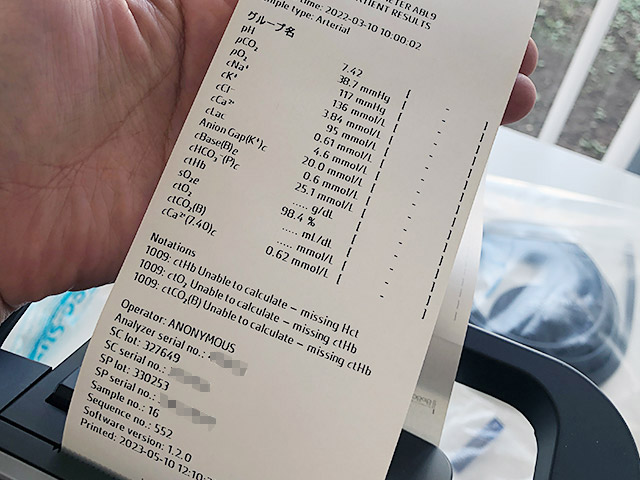 ETER ABL9
ATIENT RESULTS
time: 2022-03-10 10:00:02
mple type: Arterial
グループ名
pH 7.42
pCO₂ 38.7 mmHg
pO₂ 117 mmHg
cNa⁺ 136 mmol/L
cK⁺ 3.84 mmol/L
cCl⁻ 95 mmol/L
cCa²⁺ 0.61 mmol/L
cLac 4.6 mmol/L
Anion Gap(K⁺)c 20.0 mmol/L
cBase(B)c 0.6 mmol/L
cHCO₃⁻(P)c 25.1 mmol/L
ctHb ..... g/dL
sO₂e 98.4 %
ctO₂ ..... mL/dL
ctCO₂(B) ..... mmol/L
cCa²⁺(7.40)c 0.62 mmol/L
Notations
1009: ctHb Unable to calculate – missing Hct
1009: ctO₂ Unable to calculate – missing ctHb
1009: ctCO₂(B) Unable to calculate – missing ctHb
Operator: ANONYMOUS
Analyzer serial no.:
SC lot: 327649
SC serial no.:
SP lot: 330253
SP serial no.:
Sample no.: 16
Sequence no.: 552
Software version: 1.2.0
Printed: 2023-05-10 12:10: